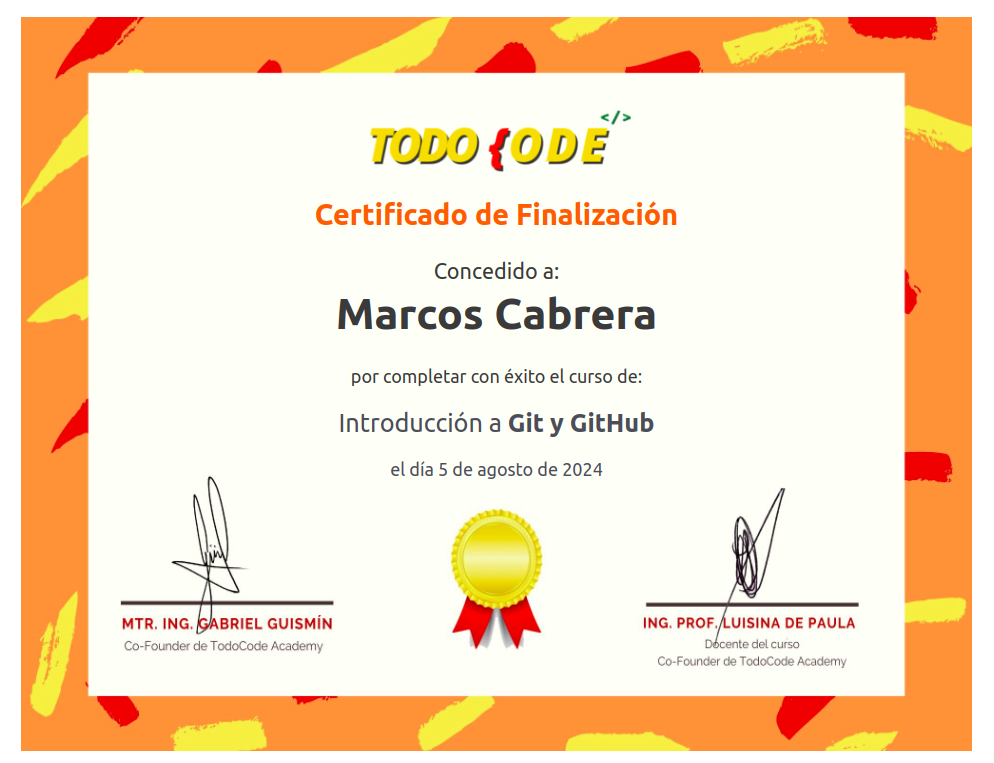 </>
TODO {ODE
Certificado de Finalización
Concedido a:
Marcos Cabrera
por completar con éxito el curso de:
Introducción a Git y GitHub
el día 5 de agosto de 2024
MTR. ING. GABRIEL GUISMÍN
Co-Founder de TodoCode Academy
ING. PROF. LUISINA DE PAULA
Docente del curso
Co-Founder de TodoCode Academy